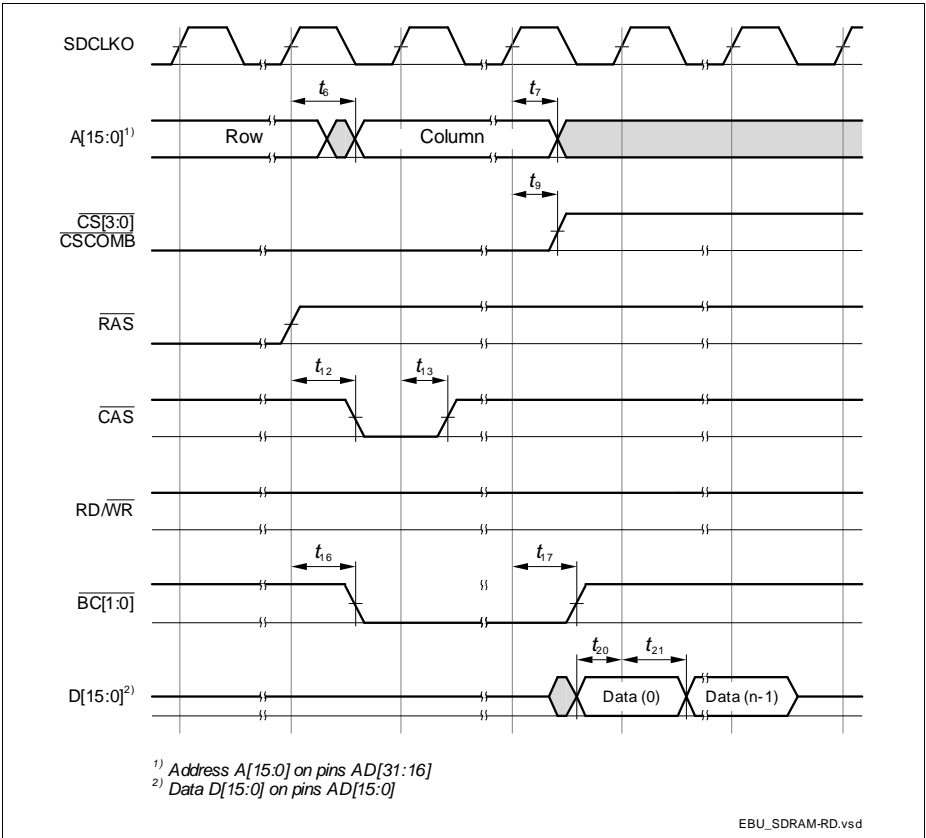 SDCLKO
t6 t7
A[15:0]1) Row Column
t9
CS[3:0]
CSCOMB
RAS
t12 t13
CAS
RD/WR
t16 t17
BC[1:0]
t20 t21
D[15:0]2) Data (0) Data (n-1)
1) Address A[15:0] on pins AD[31:16]
2) Data D[15:0] on pins AD[15:0]
EBU_SDRAM-RD.vsd